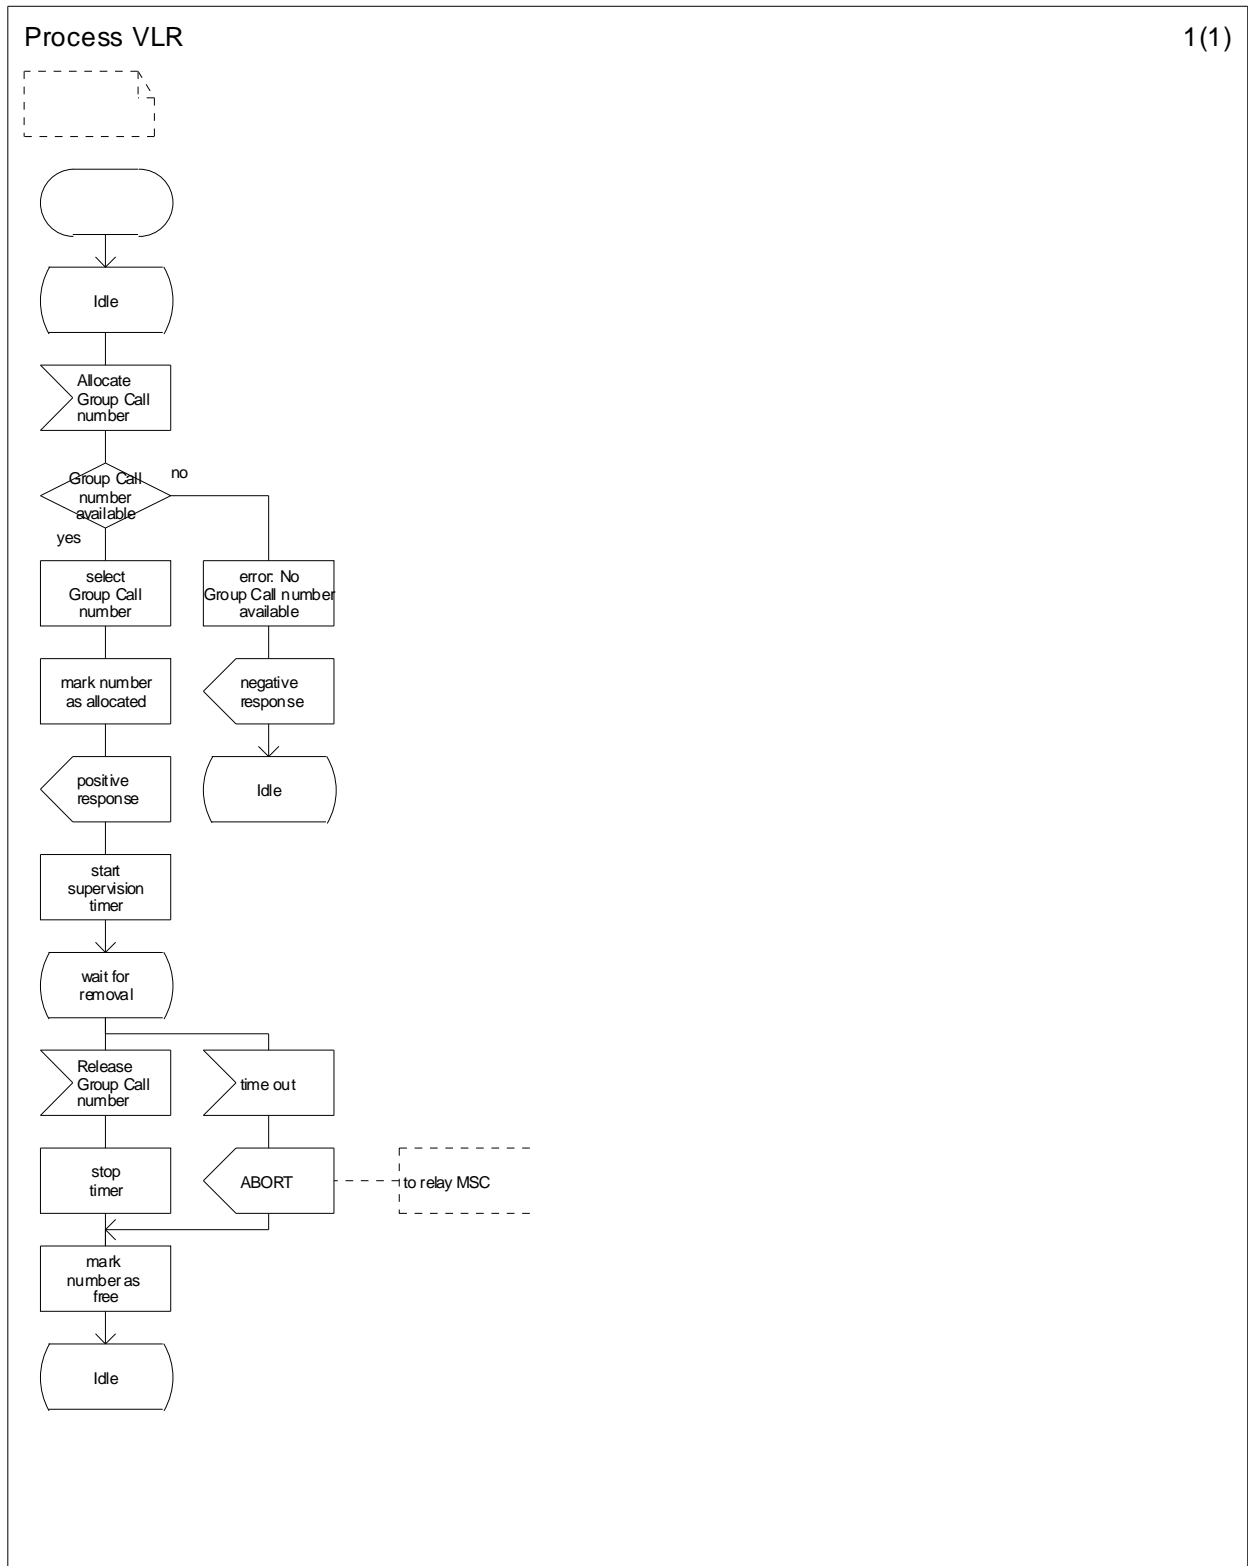 Process VLR
1(1)
Idle
Allocate
Group Call
number
Group Call
number
available
no
yes
select
Group Call
number
error: No
Group Call number
available
mark number
as allocated
negative
response
positive
response
Idle
start
supervision
timer
wait for
removal
Release
Group Call
number
time out
stop
timer
ABORT
to relay MSC
mark
number as
free
Idle